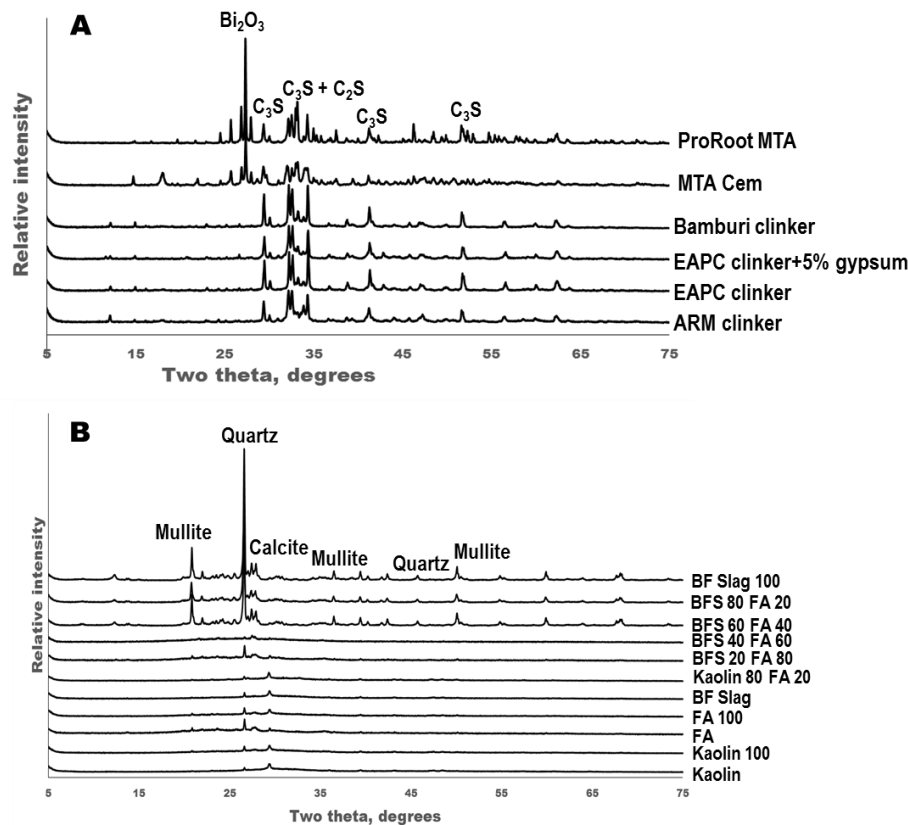 A
Bi₂O₃
C₃S
C₃S + C₂S
C₃S
C₃S
ProRoot MTA
MTA Cem
Bamburi clinker
EAPC clinker+5% gypsum
EAPC clinker
ARM clinker
Relative intensity
5 15 25 35 45 55 65 75
Two theta, degrees
B
Quartz
Mullite
Calcite
Mullite
Quartz
Mullite
BF Slag 100
BFS 80 FA 20
BFS 60 FA 40
BFS 40 FA 60
BFS 20 FA 80
Kaolin 80 FA 20
BF Slag
FA 100
FA
Kaolin 100
Kaolin
Relative intensity
5 15 25 35 45 55 65 75
Two theta, degrees